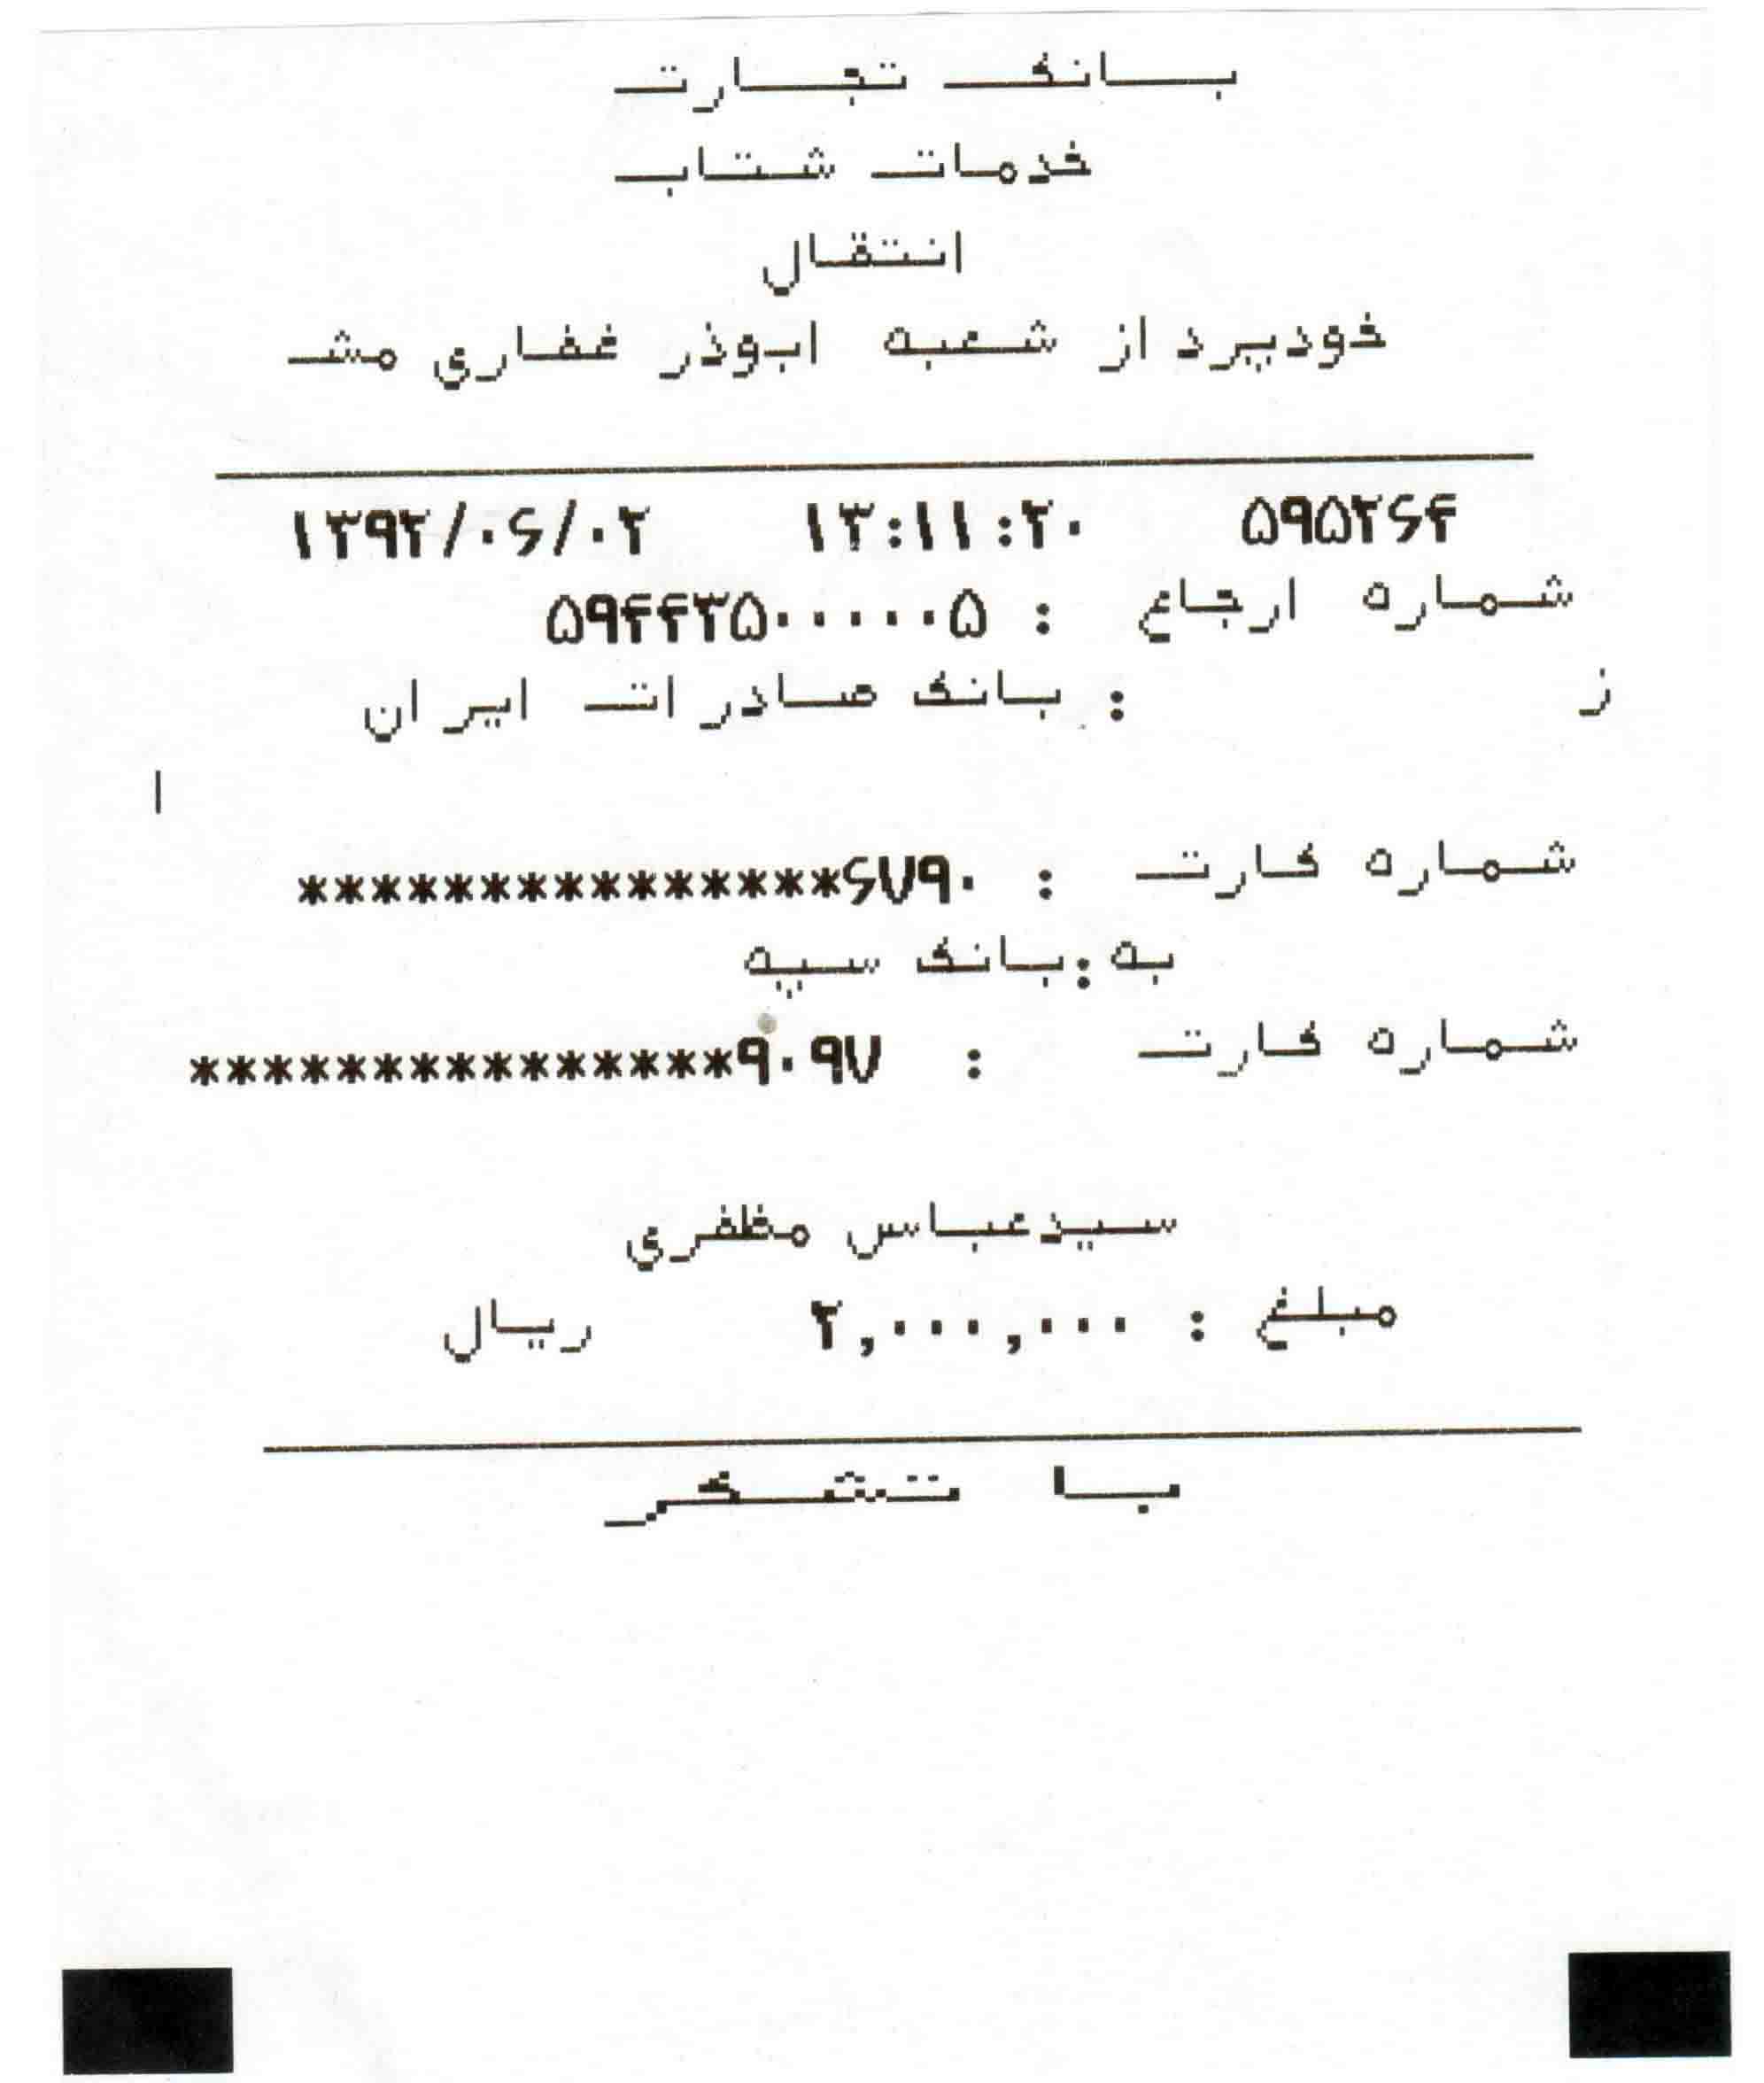 بانک تجارت
خدمات شتاب
انتقال
خودپرداز شعبه ابوذر غفاری مش
۵۹۵۲۶۴ ۱۳:۱۱:۲۰ ۱۳۹۲/۰۶/۰۲
شماره ارجاع : ۵۹۴۴۳۵۰۰۰۰۰۵
ز : بانک صادرات ایران
ا
شماره کارت : ***************۶۷۹۰
به:بانک سپه
شماره کارت : ***************۹۰۹۷
سیدعباس مظفری
مبلغ : ۲,۰۰۰,۰۰۰ ریال
با تشکر